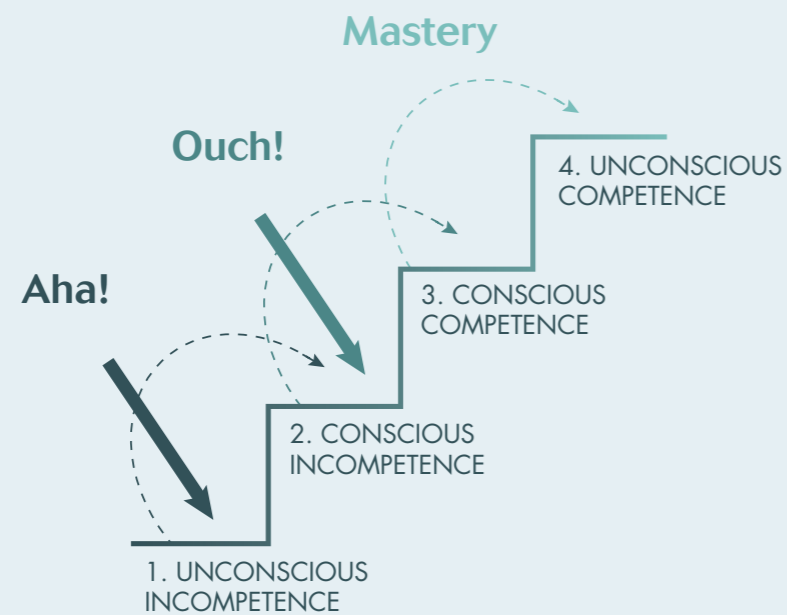 Mastery
Ouch!
4. UNCONSCIOUS
COMPETENCE
Aha!
3. CONSCIOUS
COMPETENCE
2. CONSCIOUS
INCOMPETENCE
1. UNCONSCIOUS
INCOMPETENCE